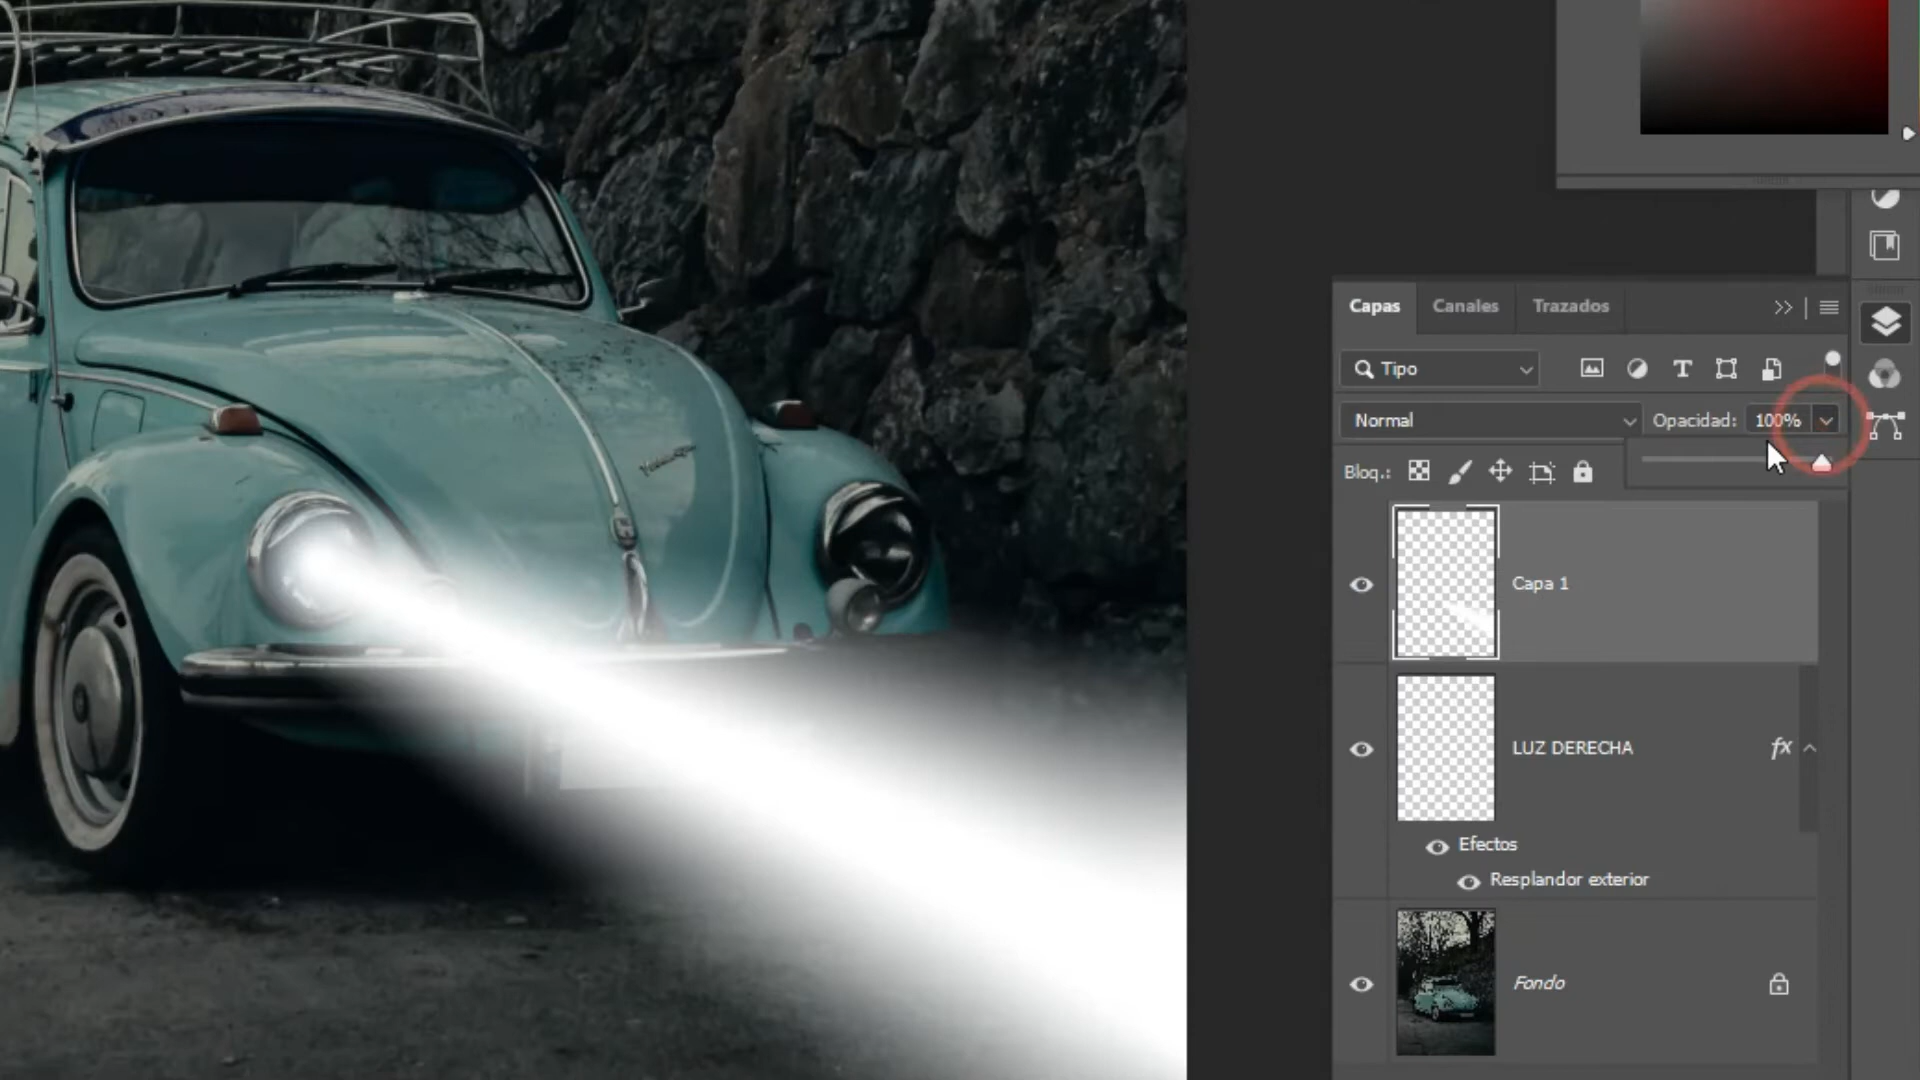 Capas Canales Trazados
Tipo
Normal Opacidad: 100%
Bloq.:
Capa 1
LUZ DERECHA fx
Efectos
Resplandor exterior
Fondo